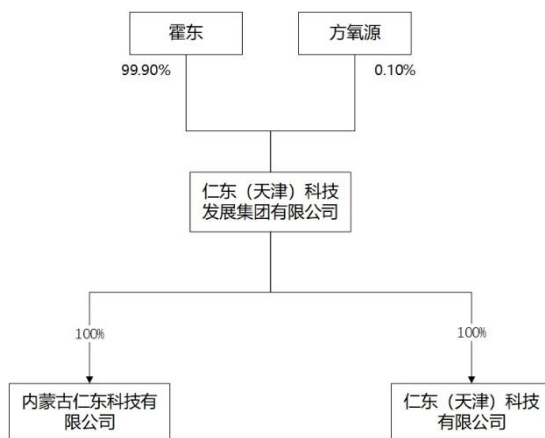 霍东
方氧源
99.90%
0.10%
仁东（天津）科技
发展集团有限公司
100%
100%
内蒙古仁东科技有
限公司
仁东（天津）科技
有限公司